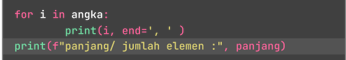 for i in angka:
        print(i, end=', ' )
print(f"panjang/ jumlah elemen :", panjang)